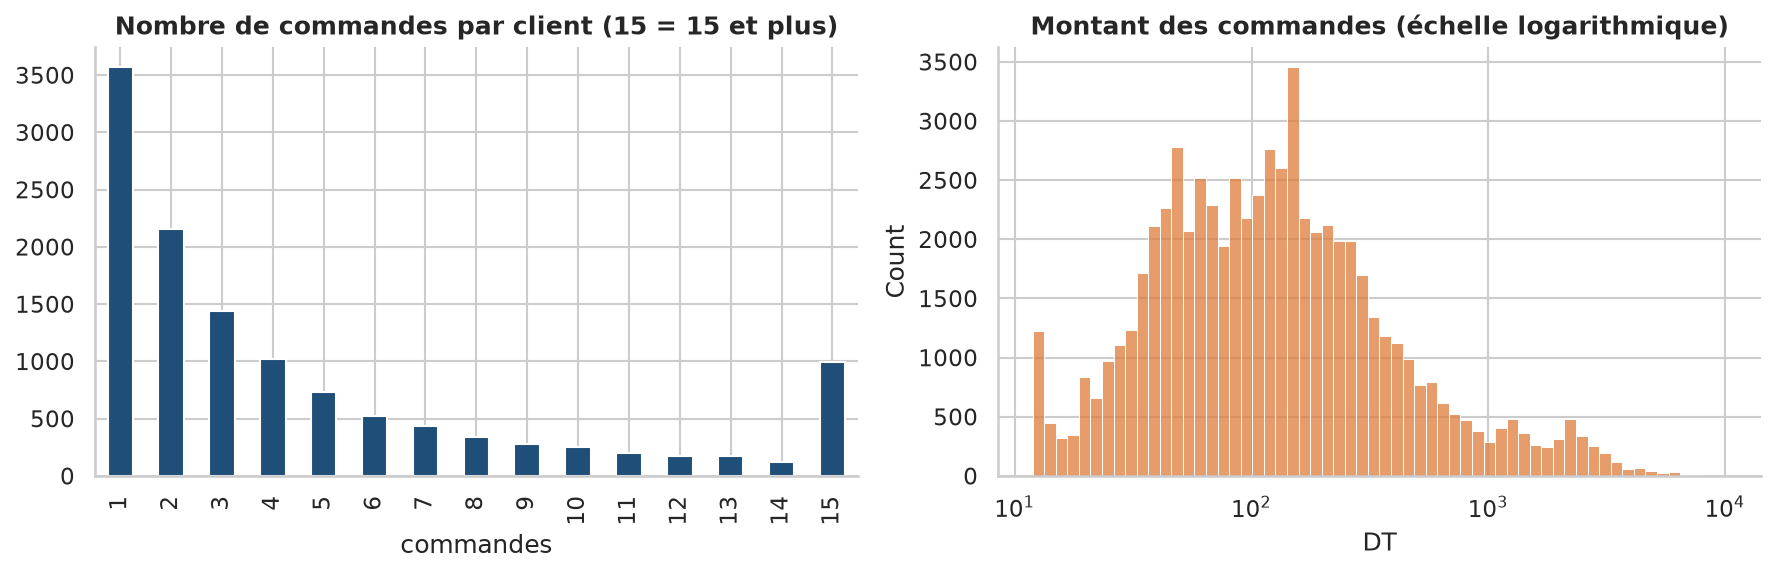 Nombre de commandes par client (15 = 15 et plus)
3500
3000
2500
2000
1500
1000
500
0
1 2 3 4 5 6 7 8 9 10 11 12 13 14 15
commandes
Montant des commandes (échelle logarithmique)
Count
3500
3000
2500
2000
1500
1000
500
0
10¹ 10² 10³ 10⁴
DT